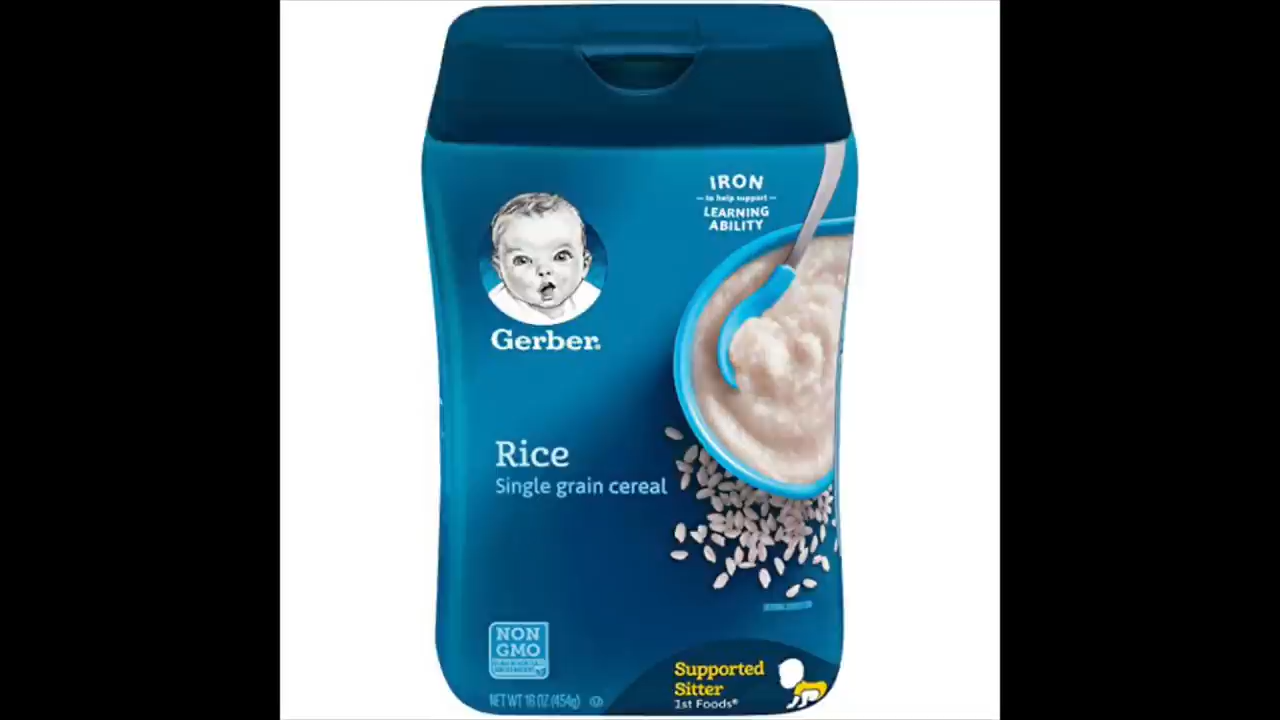 IRON
to help support
LEARNING
ABILITY
Gerber.
Rice
Single grain cereal
NON
GMO
NET WT 16 OZ (454g)
Supported
Sitter
1st Foods®